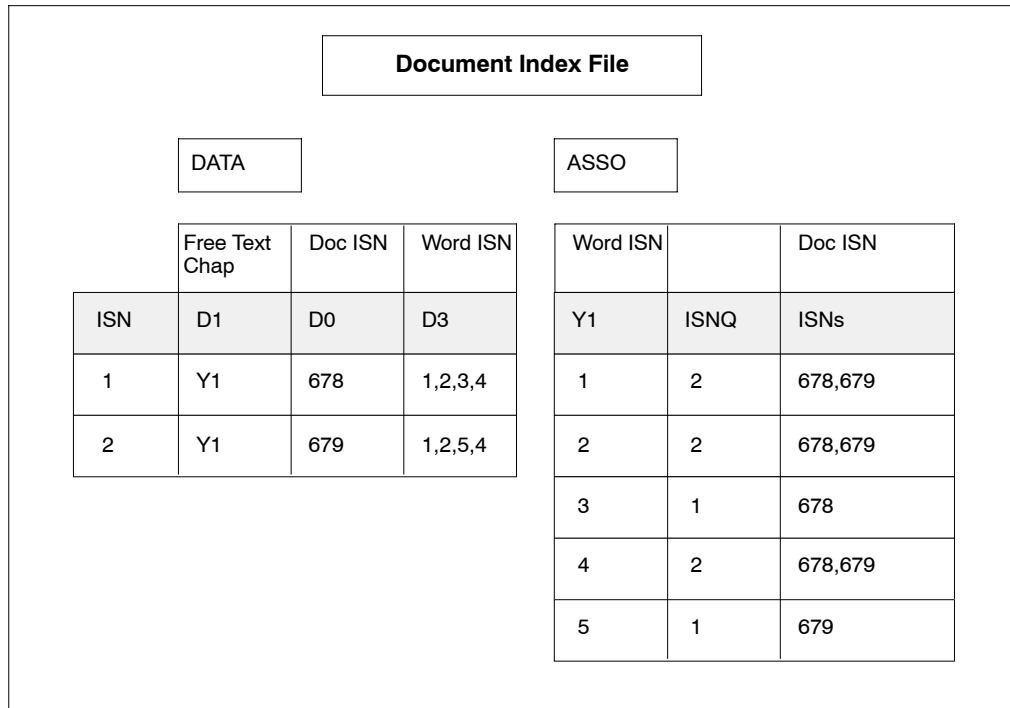 Document Index File
DATA
ASSO
Free Text Doc ISN Word ISN
Chap
Word ISN Doc ISN
ISN D1 D0 D3
Y1 ISNQ ISNs
1 Y1 678 1,2,3,4
1 2 678,679
2 Y1 679 1,2,5,4
2 2 678,679
3 1 678
4 2 678,679
5 1 679